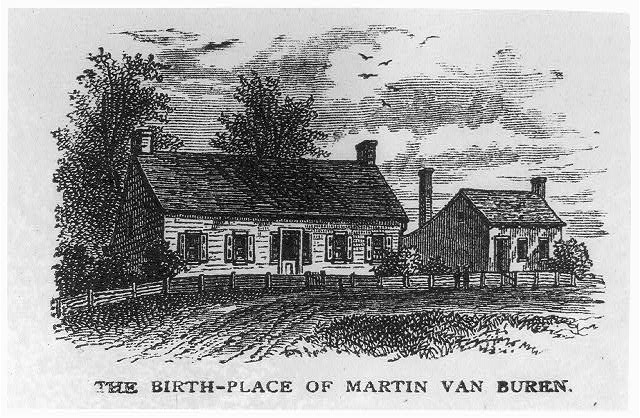 THE BIRTH-PLACE OF MARTIN VAN BUREN.